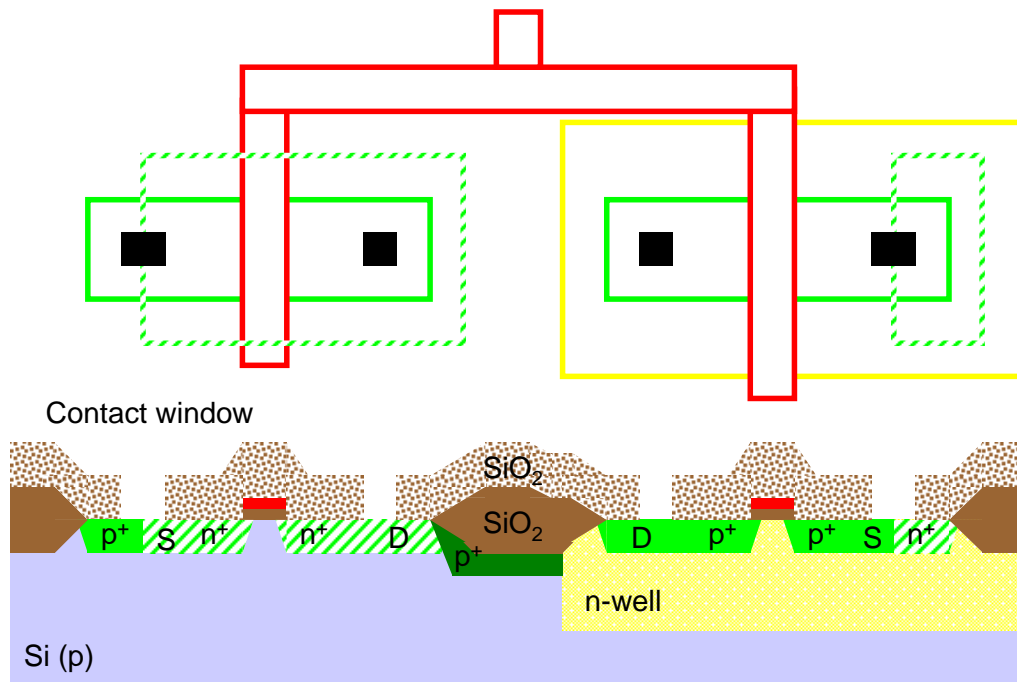 Contact window
SiO₂
SiO₂
p⁺ S n⁺ n⁺ D D p⁺ p⁺ S n⁺
p⁺
n-well
Si (p)